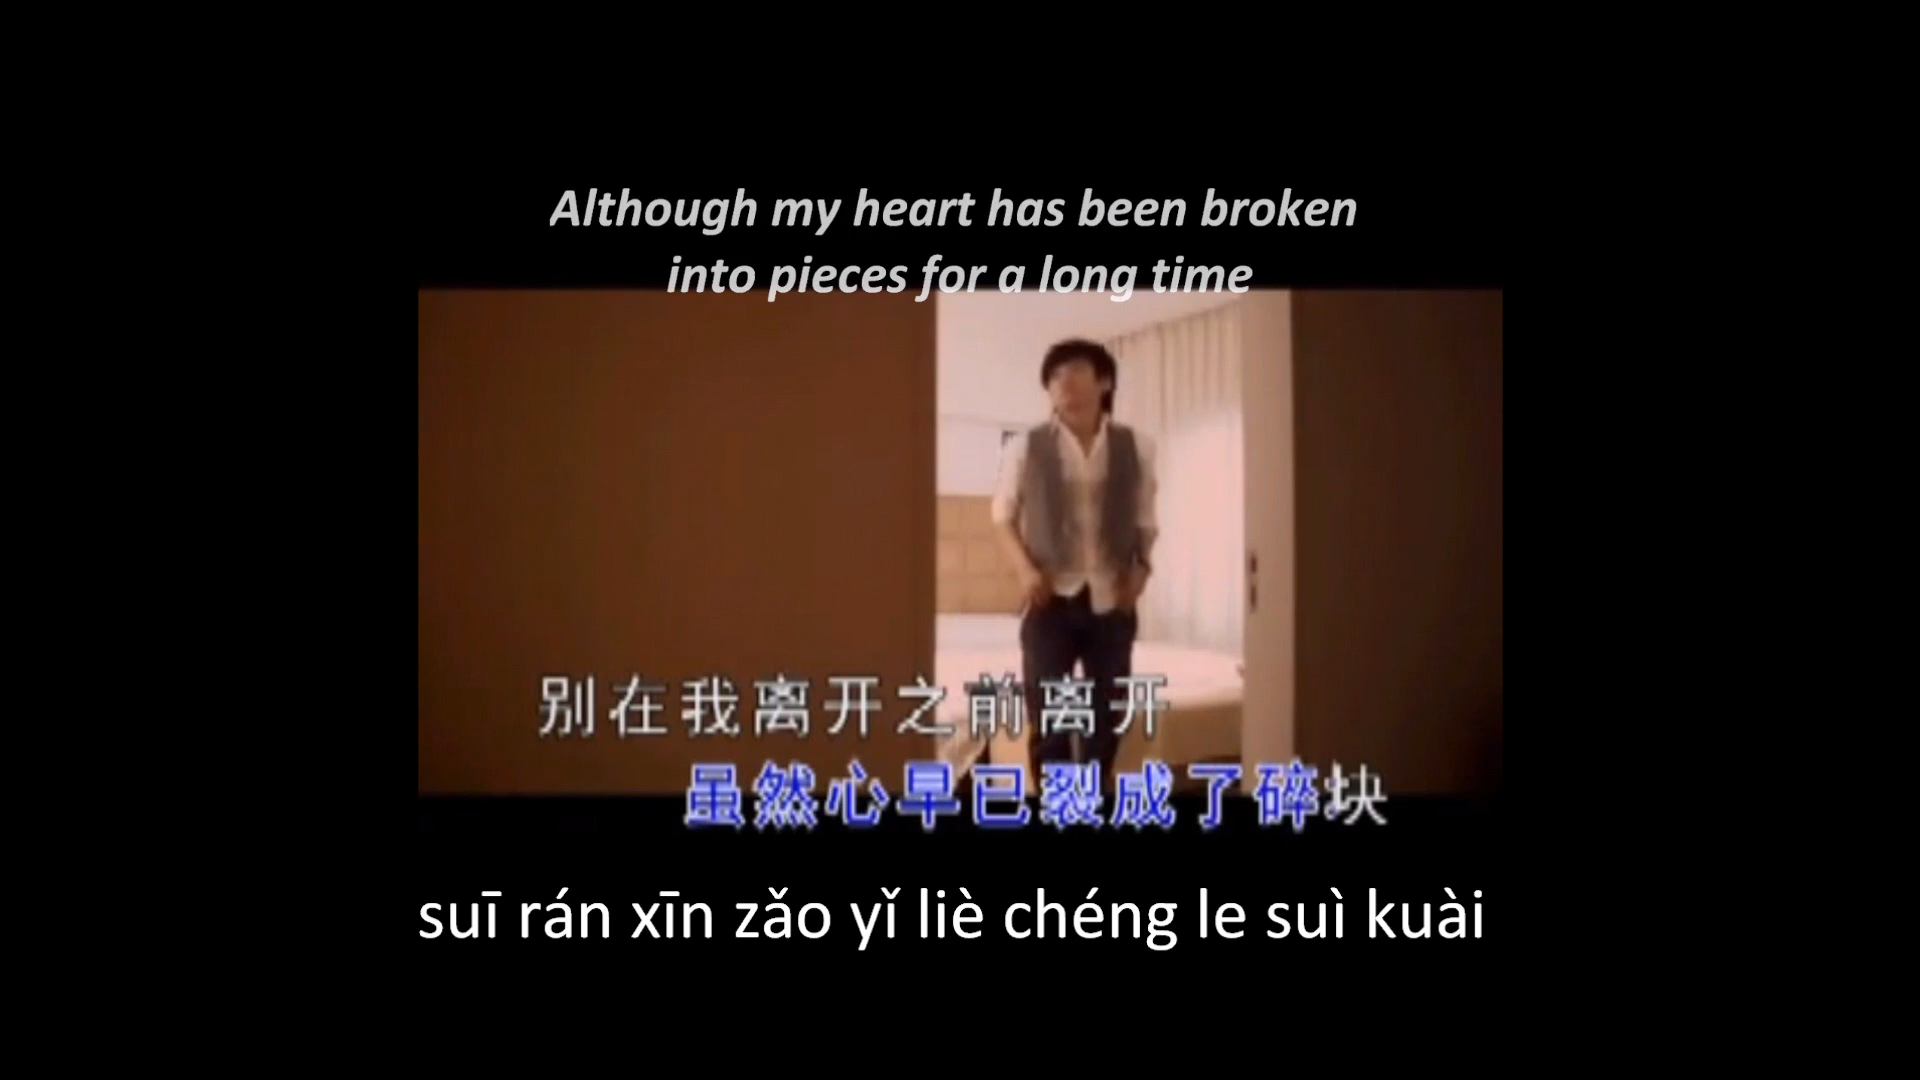 Although my heart has been broken
into pieces for a long time
别在我离开之前离开
虽然心早已裂成了碎块
suī rán xīn zǎo yǐ liè chéng le suì kuài